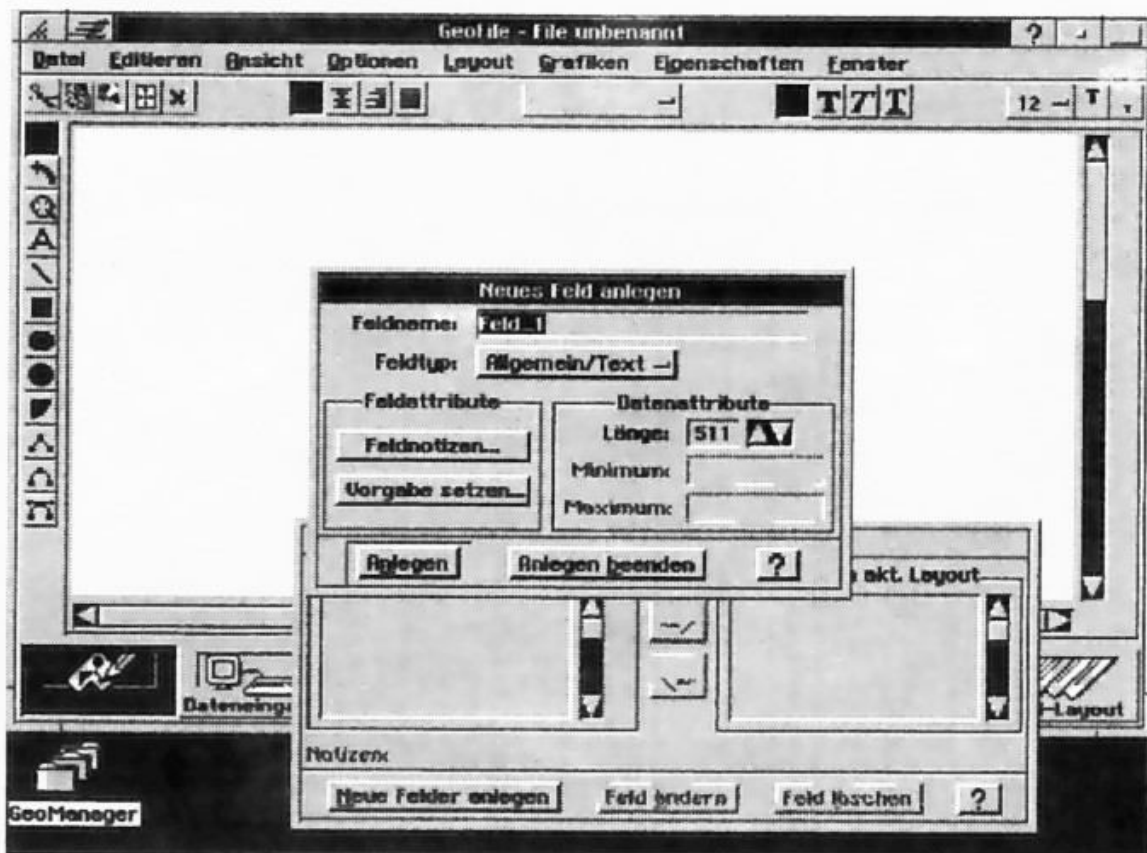 GeoFile - File unbenannt
?
Datei Editieren Ansicht Optionen Layout Grafiken Eigenschaften Fenster
T T T 12 T T
A
Neues Feld anlegen
Feldname: Feld_1
Feldtyp: Allgemein/Text
Feldattribute
Datenattribute
Feldnotizen...
Länge: 511
Vorgabe setzen...
Minimum:
Maximum:
Anlegen Anlegen beenden ?
akt. Layout
Dateneinga
-Layout
Notizen:
Neue Felder anlegen Feld ändern Feld löschen ?
GeoManager